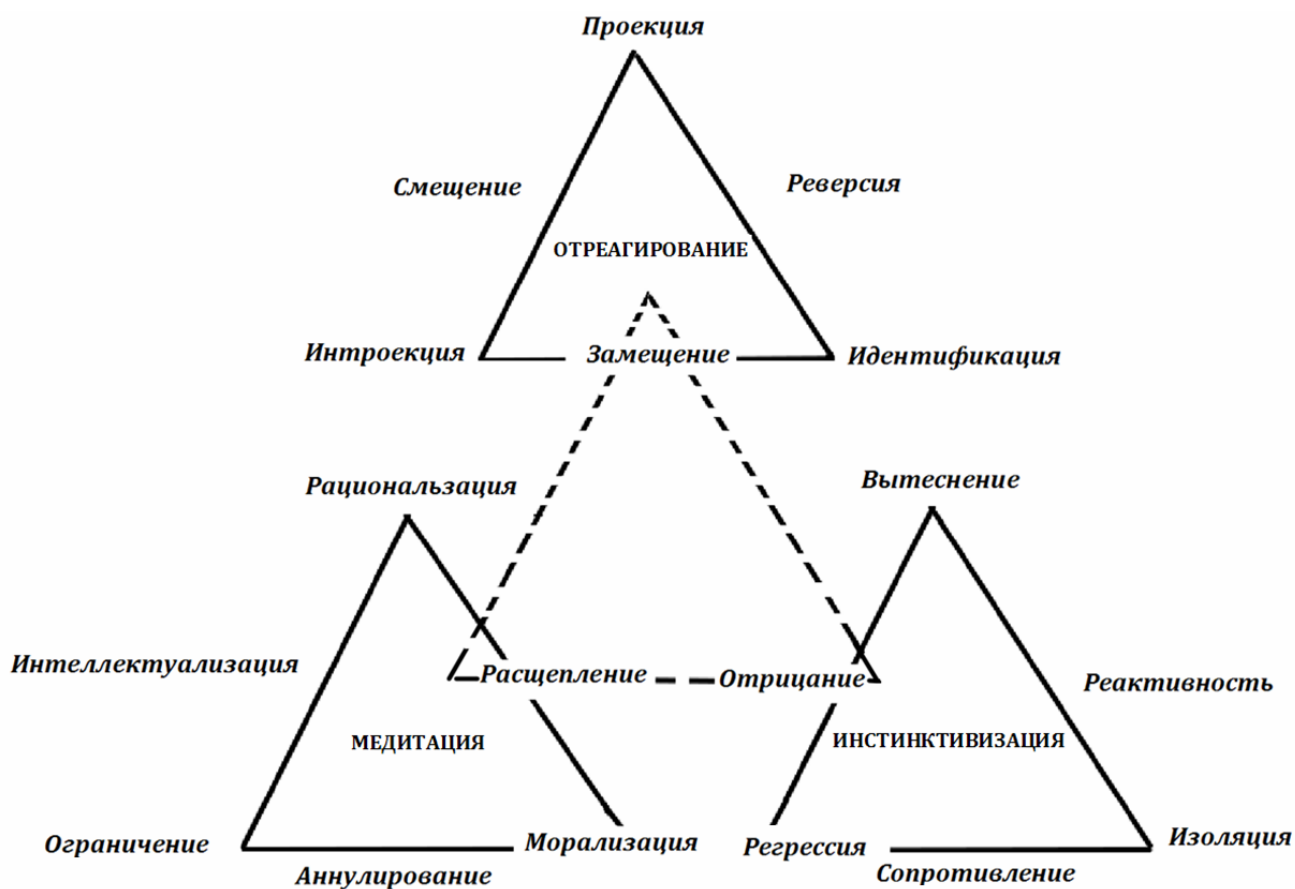 Проекция
Смещение
Реверсия
ОТРЕАГИРОВАНИЕ
Интроекция
Замещение
Идентификация
Рациональзация
Вытеснение
Интеллектуализация
Расщепление
Отрицание
Реактивность
МЕДИТАЦИЯ
ИНСТИНКТИВИЗАЦИЯ
Ограничение
Морализация
Регрессия
Изоляция
Аннулирование
Сопротивление